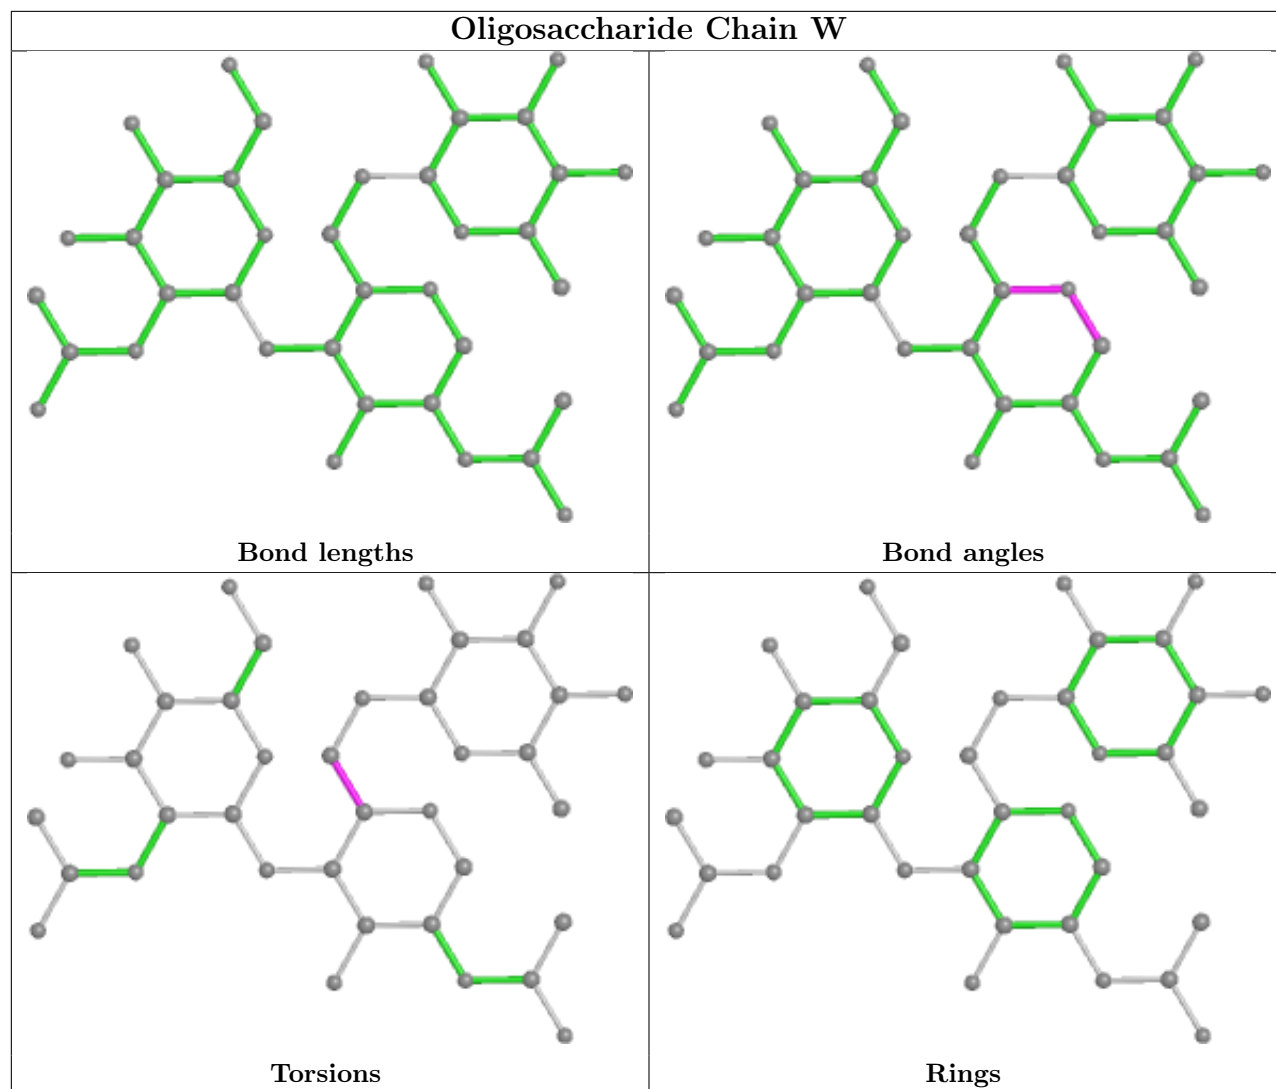 Oligosaccharide Chain W
Bond lengths
Bond angles
Torsions
Rings